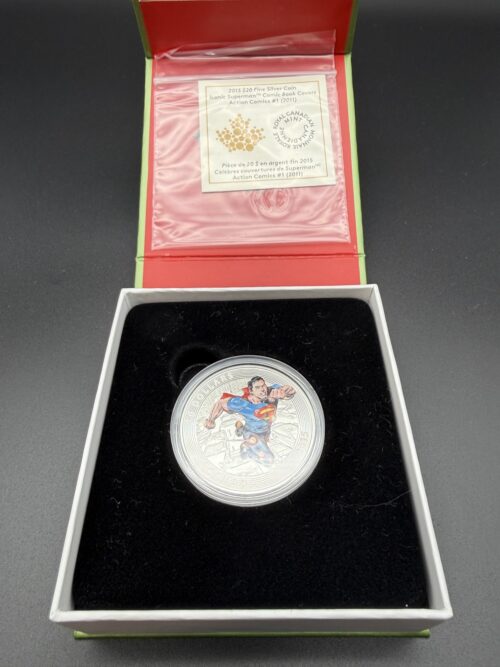 2015 $20 Fine Silver Coin
Iconic Superman™ Comic Book Covers
Action Comics #1 (2011)
ROYAL CANADIAN MINT
MONNAIE ROYALE CANADIENNE
Pièce de 20 $ en argent fin 2015
Célèbres couvertures de Superman™
Action Comics #1 (2011)
DOLLARS